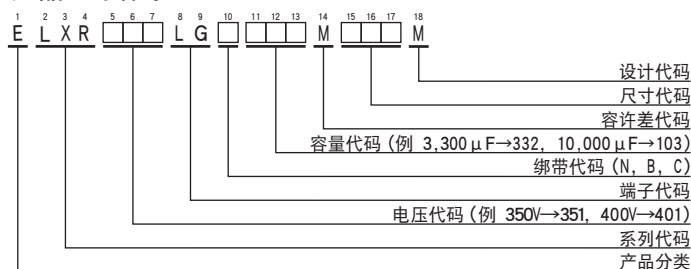 1 2 3 4 5 6 7 8 9 10 11 12 13 14 15 16 17 18
E L X R □□□ L G □ □□□ M □□□ M
设计代码
尺寸代码
容许差代码
容量代码(例 3,300μF→332, 10,000μF→103)
绑带代码(N, B, C)
端子代码
电压代码(例 350V→351, 400V→401)
系列代码
产品分类